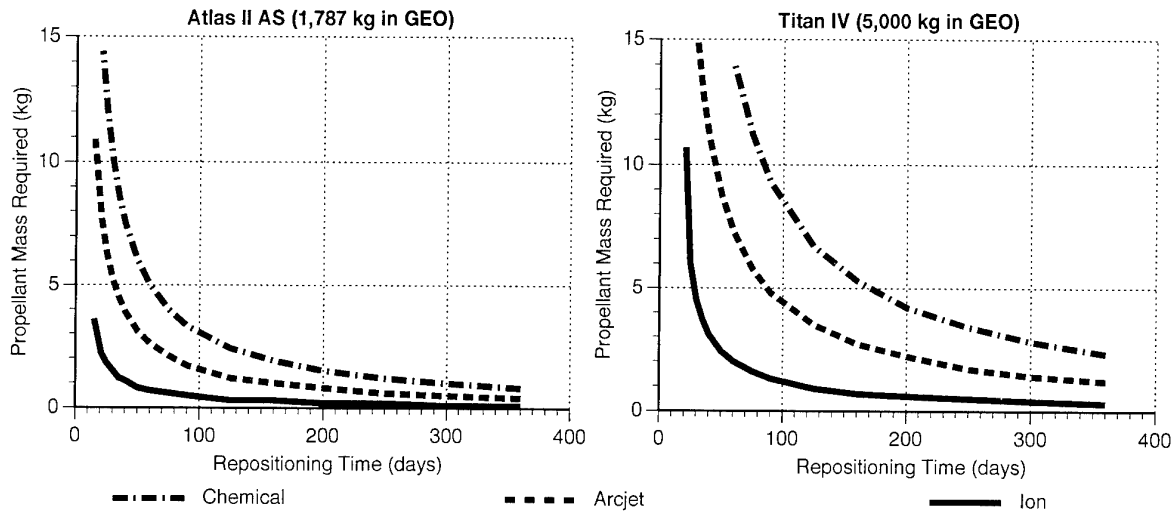 Atlas II AS (1,787 kg in GEO)
Propellant Mass Required (kg)
15
10
5
0
0 100 200 300 400
Repositioning Time (days)
Titan IV (5,000 kg in GEO)
Propellant Mass Required (kg)
15
10
5
0
0 100 200 300 400
Repositioning Time (days)
Chemical Arcjet Ion